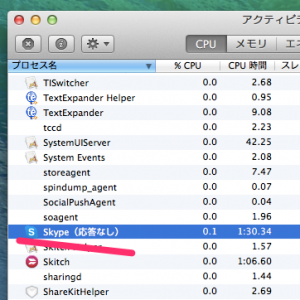 アクティビ
CPU メモリ エ
プロセス名 % CPU CPU 時間 スレ
TISwitcher 0.0 2.68
TextExpander Helper 0.0 0.95
TextExpander 0.0 9.08
tccd 0.0 2.23
SystemUIServer 0.0 42.25
System Events 0.0 2.18
storeagent 0.0 7.47
spindump_agent 0.0 0.03
SocialPushAgent 0.0 0.04
soagent 0.0 1.96
Skype（応答なし） 0.1 1:30.34
0.0 1.57
Skitch 0.0 1:06.60
sharingd 0.0 1.44
ShareKitHelper 0.0 2.87